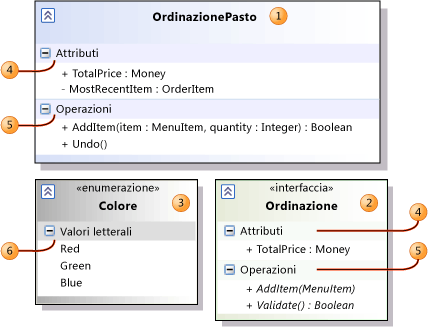 OrdinazionePasto 1
4 Attributi
+ TotalPrice : Money
- MostRecentItem : OrderItem
5 Operazioni
+ AddItem(item : MenuItem, quantity : Integer) : Boolean
+ Undo()
«enumerazione» 3
Colore
6 Valori letterali
Red
Green
Blue
«interfaccia» 2
Ordinazione
Attributi 4
+ TotalPrice : Money
Operazioni 5
+ AddItem(MenuItem)
+ Validate() : Boolean